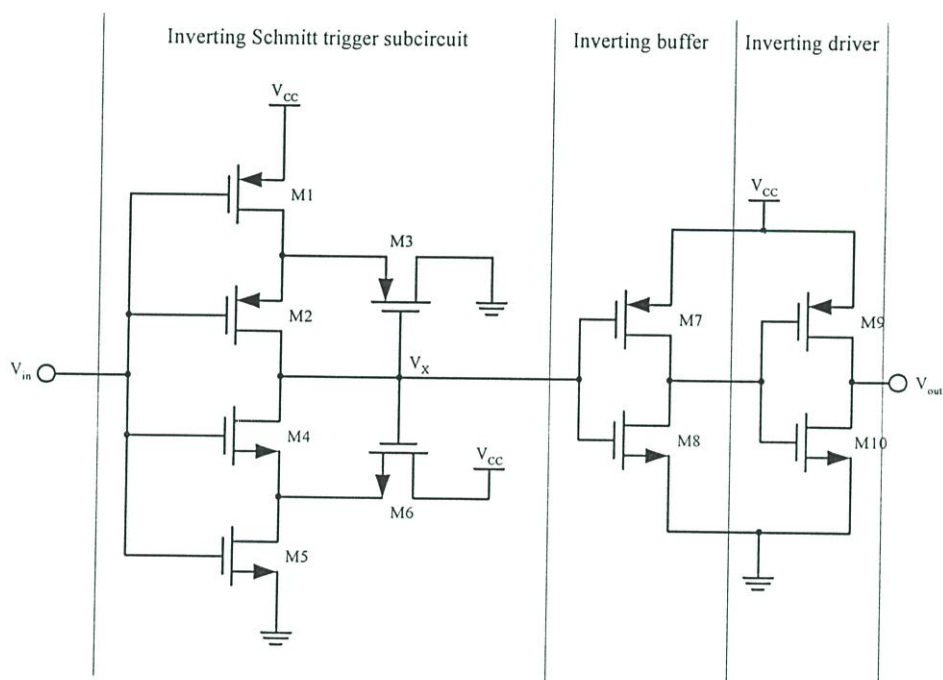 Inverting Schmitt trigger subcircuit
Inverting buffer
Inverting driver
VCC
M1
M3
M2
Vin
VX
M4
VCC
M6
M5
VCC
M7
M9
Vout
M8
M10